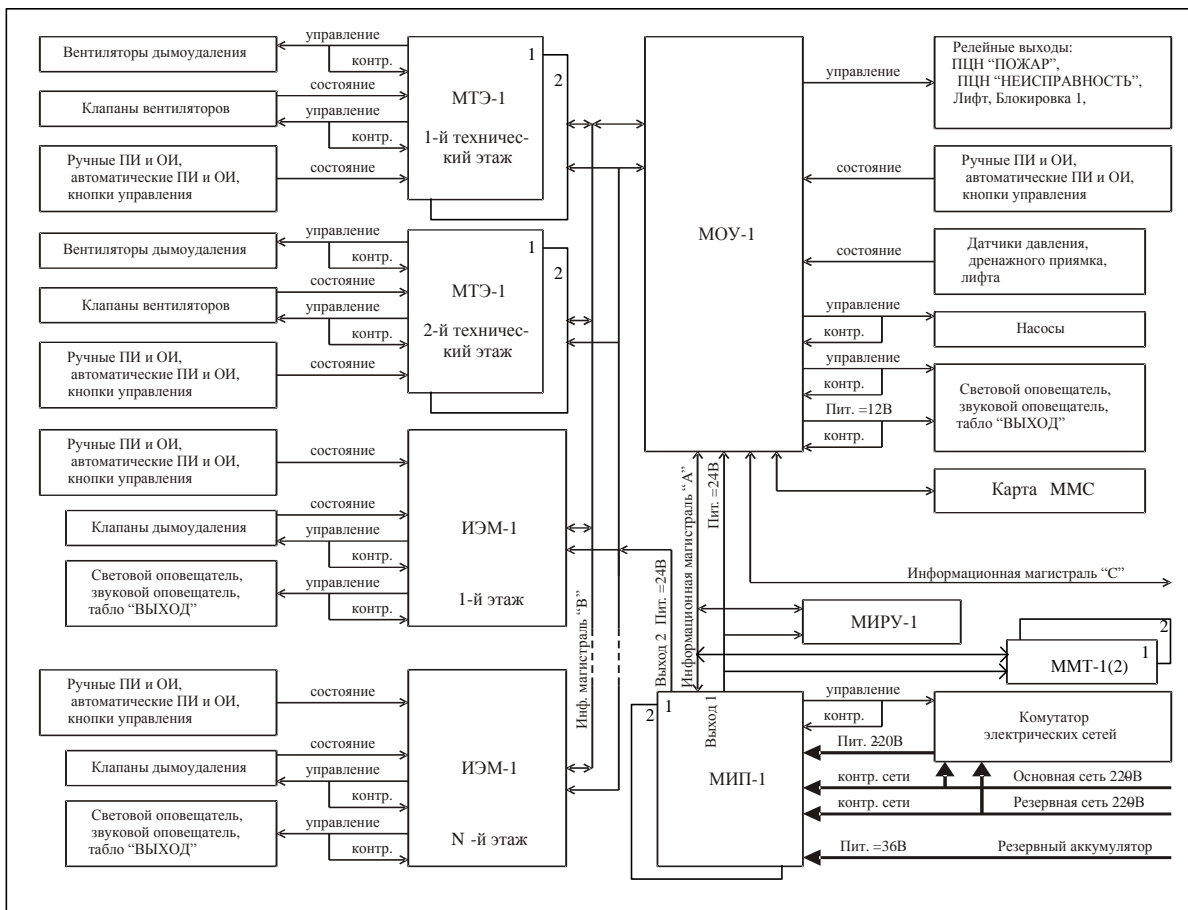 Вентиляторы дымоудаления
управление
контр.
Клапаны вентиляторов
состояние
управление
контр.
Ручные ПИ и ОИ,
автоматические ПИ и ОИ,
кнопки управления
состояние
1
2
МТЭ-1
1-й техничес-
кий этаж
Вентиляторы дымоудаления
управление
контр.
Клапаны вентиляторов
состояние
управление
контр.
Ручные ПИ и ОИ,
автоматические ПИ и ОИ,
кнопки управления
состояние
1
2
МТЭ-1
2-й техничес-
кий этаж
Ручные ПИ и ОИ,
автоматические ПИ и ОИ,
кнопки управления
состояние
Клапаны дымоудаления
состояние
управление
контр.
Световой оповещатель,
звуковой оповещатель,
табло “ВЫХОД”
управление
контр.
ИЭМ-1
1-й этаж
Ручные ПИ и ОИ,
автоматические ПИ и ОИ,
кнопки управления
состояние
Клапаны дымоудаления
состояние
управление
контр.
Световой оповещатель,
звуковой оповещатель,
табло “ВЫХОД”
управление
контр.
ИЭМ-1
N -й этаж
Инф. магистраль “В”
Выход 2 Пит. =24В
Информационная магистраль “А”
Пит. =24В
МОУ-1
управление
Релейные выходы:
ПЦН “ПОЖАР”,
ПЦН “НЕИСПРАВНОСТЬ”,
Лифт, Блокировка 1,
состояние
Ручные ПИ и ОИ,
автоматические ПИ и ОИ,
кнопки управления
состояние
Датчики давления,
дренажного приямка,
лифта
управление
контр.
Насосы
управление
контр.
Пит. =12В
контр.
Световой оповещатель,
звуковой оповещатель,
табло “ВЫХОД”
Карта ММС
Информационная магистраль “С”
МИРУ-1
2
1
ММТ-1(2)
2
1
Выход 1
МИП-1
управление
контр.
Комутатор
электрических сетей
Пит. ~220В
контр. сети
Основная сеть 220В
контр. сети
Резервная сеть 220В
Пит. =36В
Резервный аккумулятор